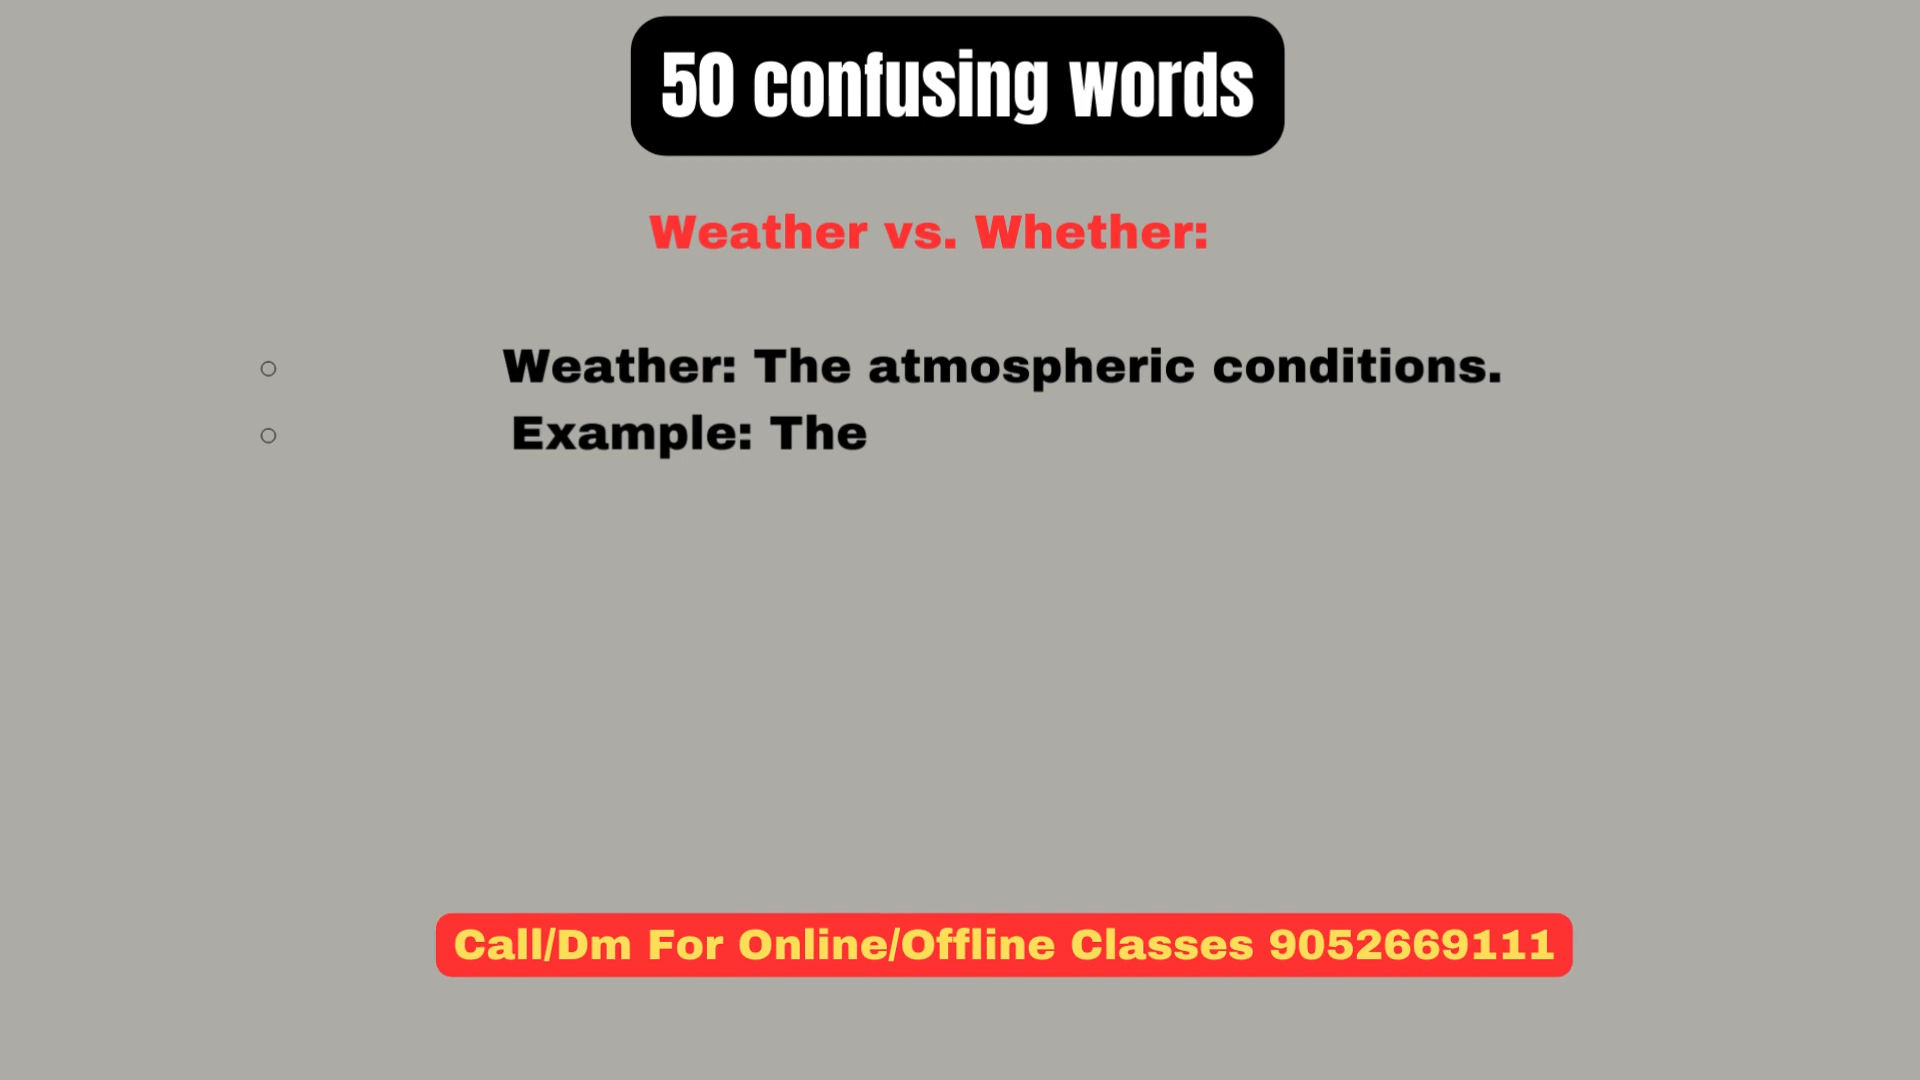 50 confusing words
Weather vs. Whether:
Weather: The atmospheric conditions.
Example: The
Call/Dm For Online/Offline Classes 9052669111